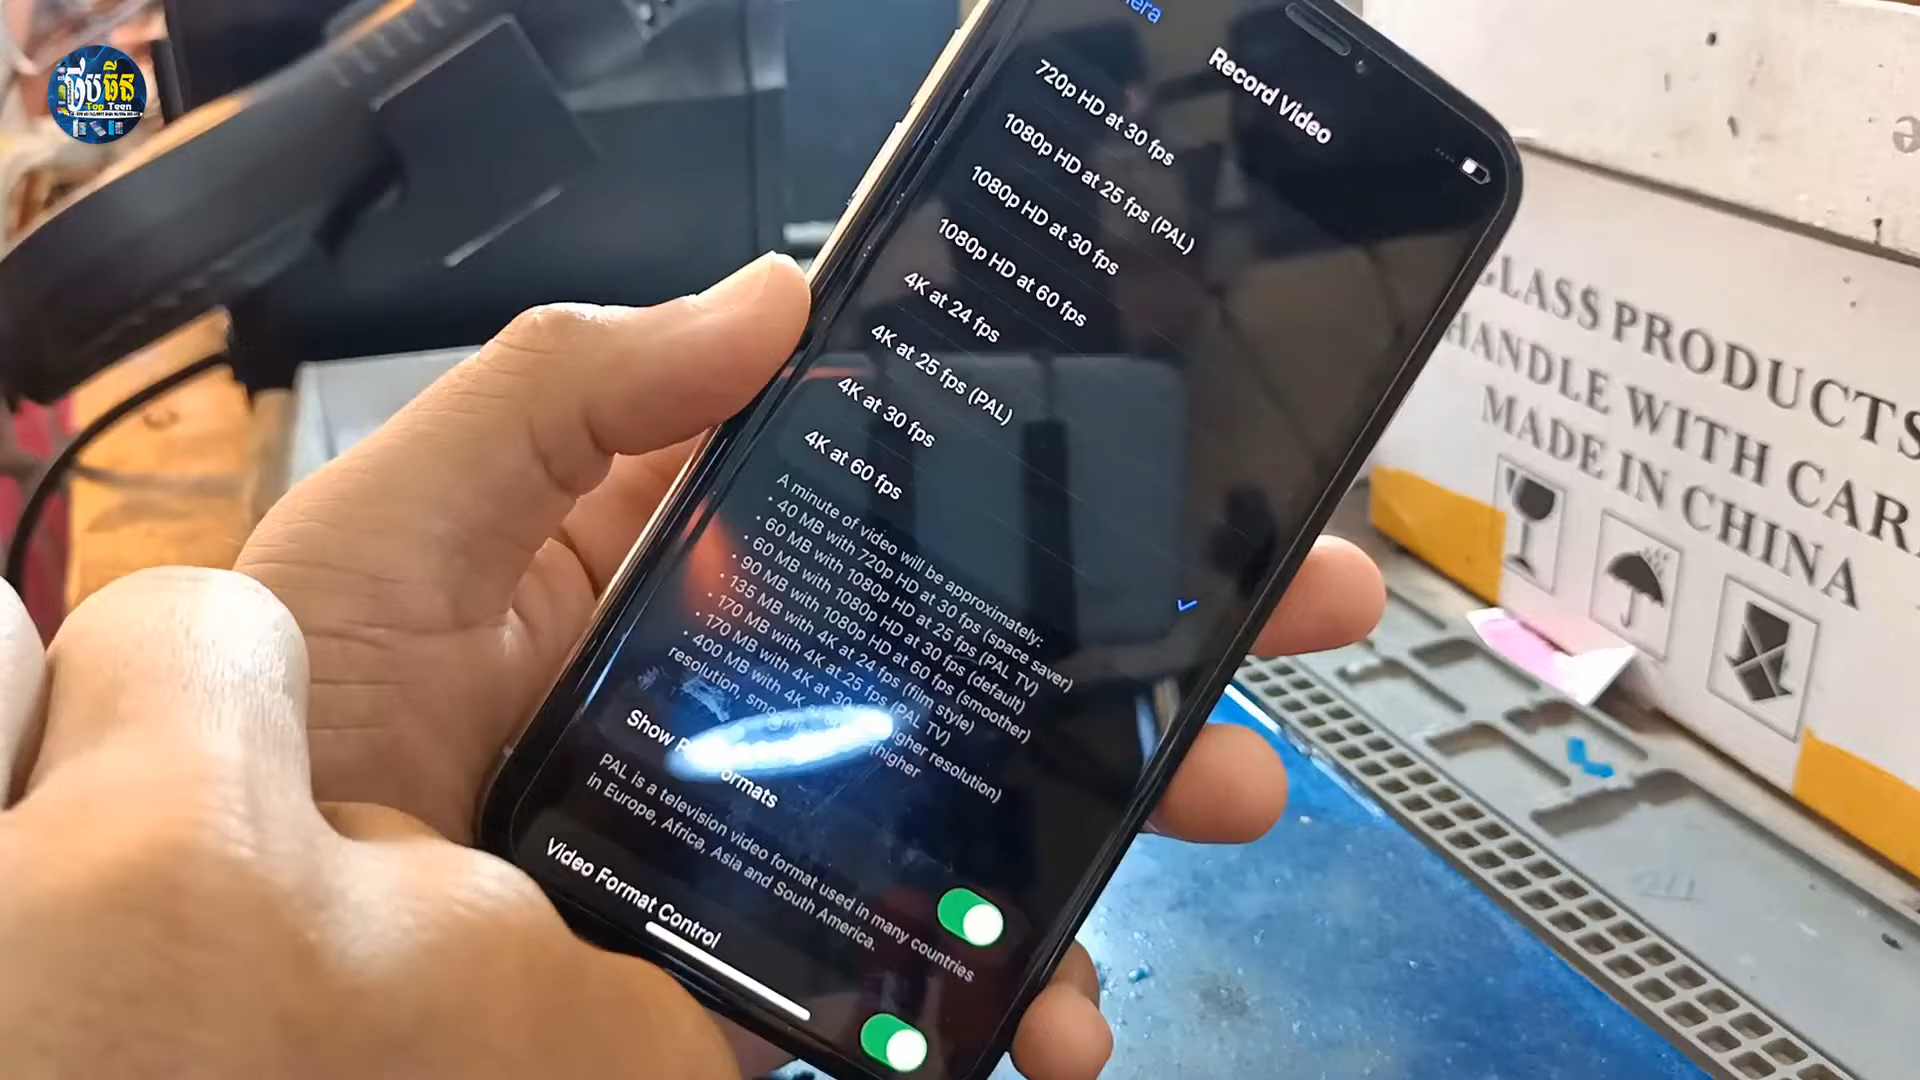 ថីបធីន
Top Teen
Record Video
720p HD at 30 fps
1080p HD at 25 fps (PAL)
1080p HD at 30 fps
1080p HD at 60 fps
4K at 24 fps
4K at 25 fps (PAL)
4K at 30 fps
4K at 60 fps
A minute of video will be approximately:
• 40 MB with 720p HD at 30 fps (space saver)
• 60 MB with 1080p HD at 25 fps (PAL TV)
• 60 MB with 1080p HD at 30 fps (default)
• 90 MB with 1080p HD at 60 fps (smoother)
• 135 MB with 4K at 24 fps (film style)
• 170 MB with 4K at 25 fps (PAL TV)
• 170 MB with 4K at 30 (higher resolution)
• 400 MB with 4K (higher
resolution,
Show
PAL is a television video format used in many countries
in Europe, Africa, Asia and South America.
Video Format Control
GLASS PRODUCTS
HANDLE WITH CAR
MADE IN CHINA